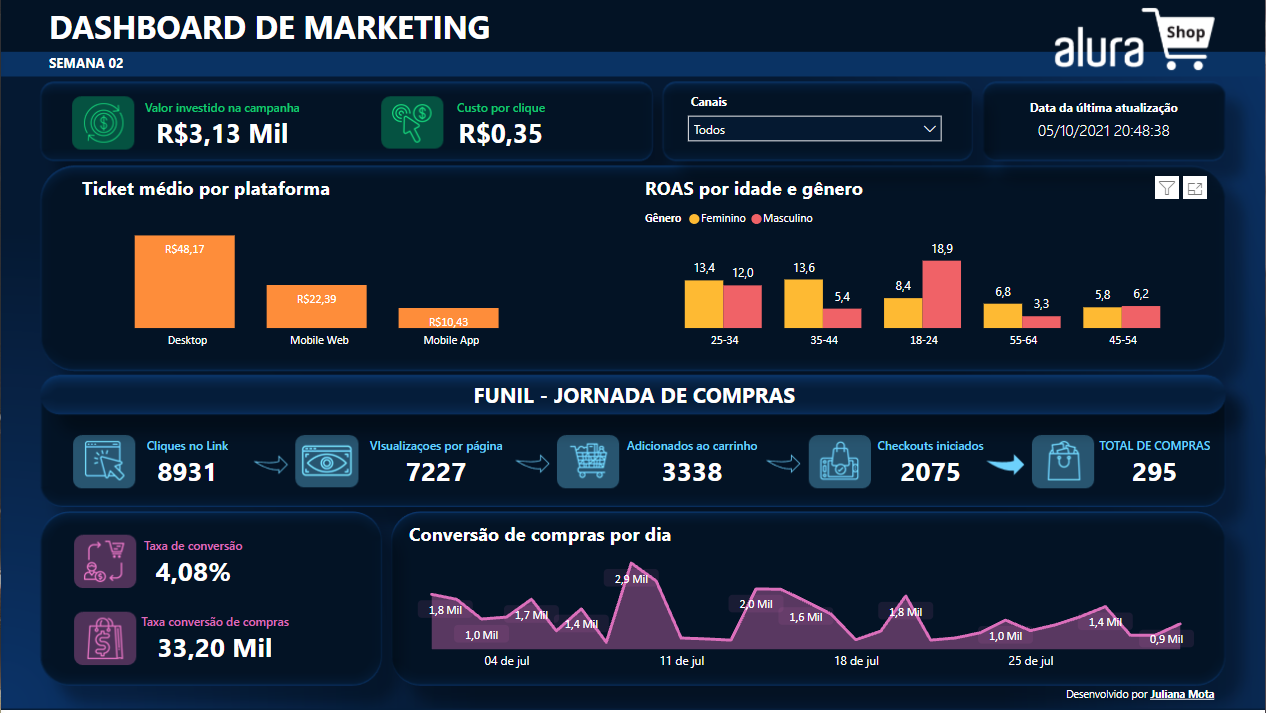 DASHBOARD DE MARKETING
alura Shop
SEMANA 02
Valor investido na campanha
R$3,13 Mil
Custo por clique
R$0,35
Canais
Todos
Data da última atualização
05/10/2021 20:48:38
Ticket médio por plataforma
R$48,17
R$22,39
R$10,43
Desktop
Mobile Web
Mobile App
ROAS por idade e gênero
Gênero Feminino Masculino
13,4 12,0 13,6 5,4 8,4 18,9 6,8 3,3 5,8 6,2
25-34 35-44 18-24 55-64 45-54
FUNIL - JORNADA DE COMPRAS
Cliques no Link
8931
VIsualizaçoes por página
7227
Adicionados ao carrinho
3338
Checkouts iniciados
2075
TOTAL DE COMPRAS
295
Taxa de conversão
4,08%
Taxa conversão de compras
33,20 Mil
Conversão de compras por dia
1,8 Mil 1,0 Mil 1,7 Mil 1,4 Mil 2,9 Mil 2,0 Mil 1,6 Mil 1,8 Mil 1,0 Mil 1,4 Mil 0,9 Mil
04 de jul 11 de jul 18 de jul 25 de jul
Desenvolvido por Juliana Mota